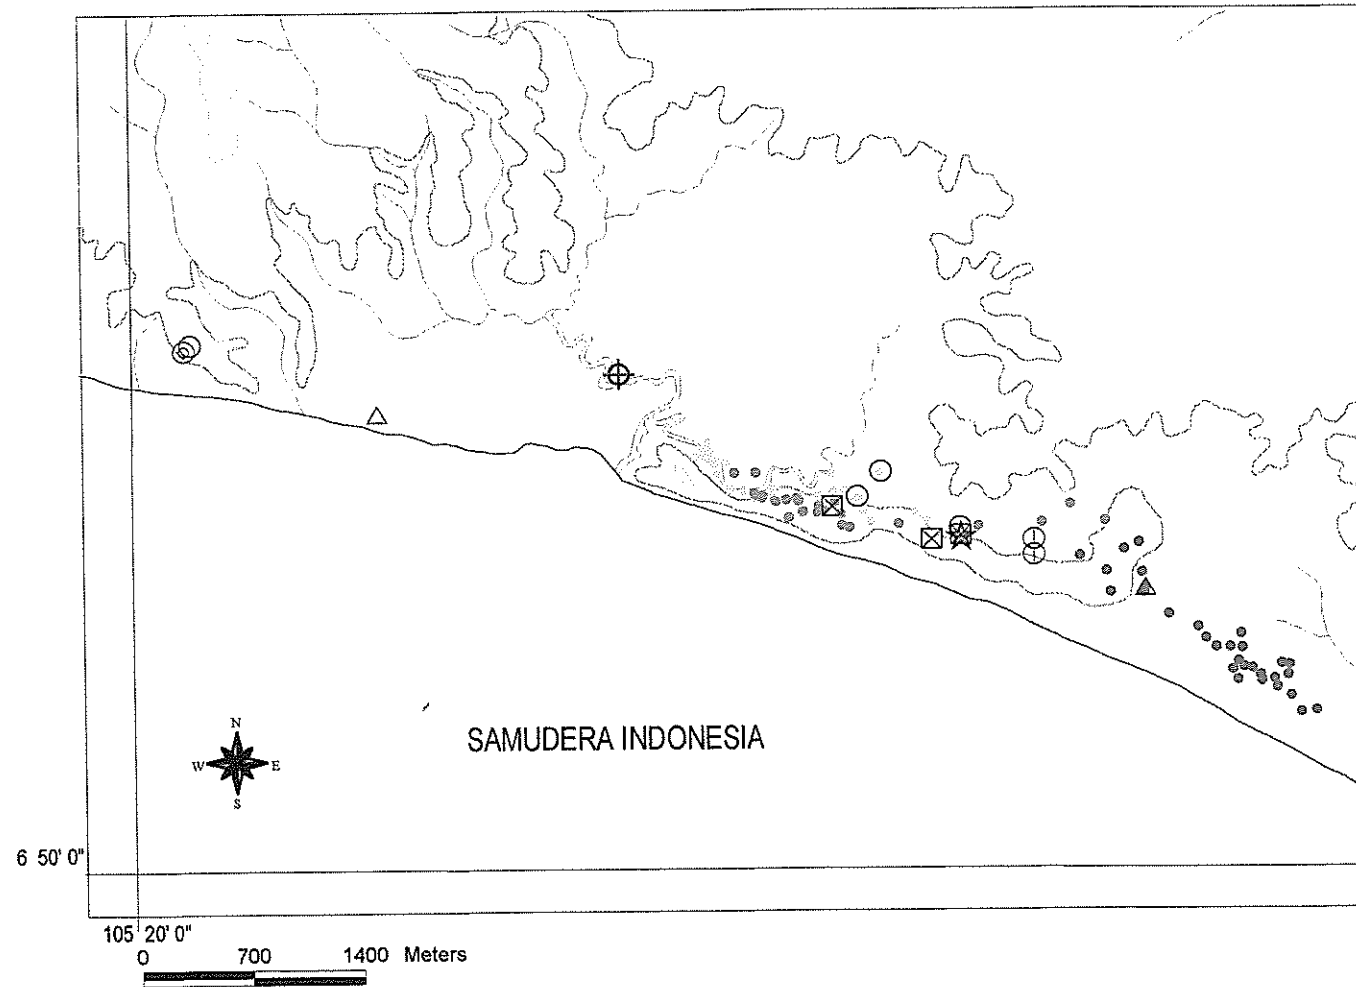 SAMUDERA INDONESIA
N
W E
S
6 50' 0"
105 20' 0"
0 700 1400 Meters